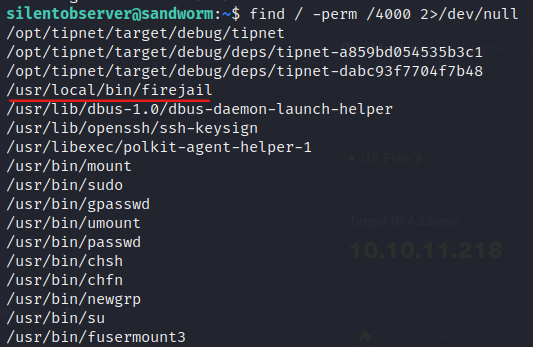 silentobserver@sandworm:~$ find / -perm /4000 2>/dev/null
/opt/tipnet/target/debug/tipnet
/opt/tipnet/target/debug/deps/tipnet-a859bd054535b3c1
/opt/tipnet/target/debug/deps/tipnet-dabc93f7704f7b48
/usr/local/bin/firejail
/usr/lib/dbus-1.0/dbus-daemon-launch-helper
/usr/lib/openssh/ssh-keysign
/usr/libexec/polkit-agent-helper-1
/usr/bin/mount
/usr/bin/sudo
/usr/bin/gpasswd
/usr/bin/umount
/usr/bin/passwd
/usr/bin/chsh
/usr/bin/chfn
/usr/bin/newgrp
/usr/bin/su
/usr/bin/fusermount3
• US Free 2
Target IP Address
10.10.11.218